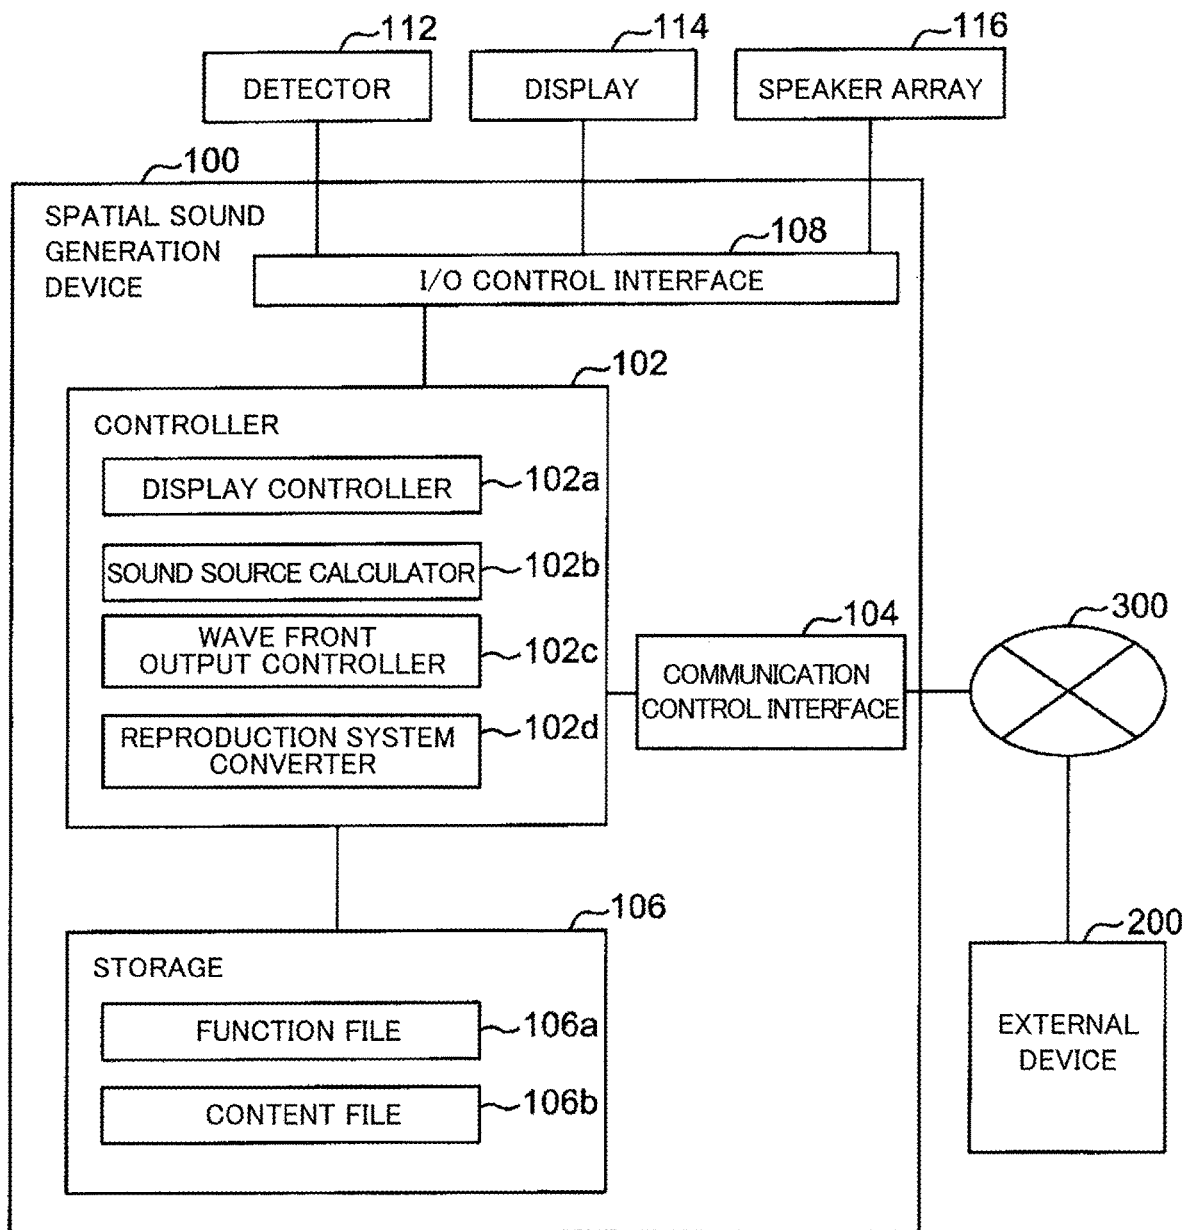 112
114
116
DETECTOR
DISPLAY
SPEAKER ARRAY
100
SPATIAL SOUND
GENERATION
DEVICE
108
I/O CONTROL INTERFACE
102
CONTROLLER
DISPLAY CONTROLLER
102a
SOUND SOURCE CALCULATOR
102b
WAVE FRONT
OUTPUT CONTROLLER
102c
REPRODUCTION SYSTEM
CONVERTER
102d
104
COMMUNICATION
CONTROL INTERFACE
300
106
STORAGE
FUNCTION FILE
106a
CONTENT FILE
106b
200
EXTERNAL
DEVICE